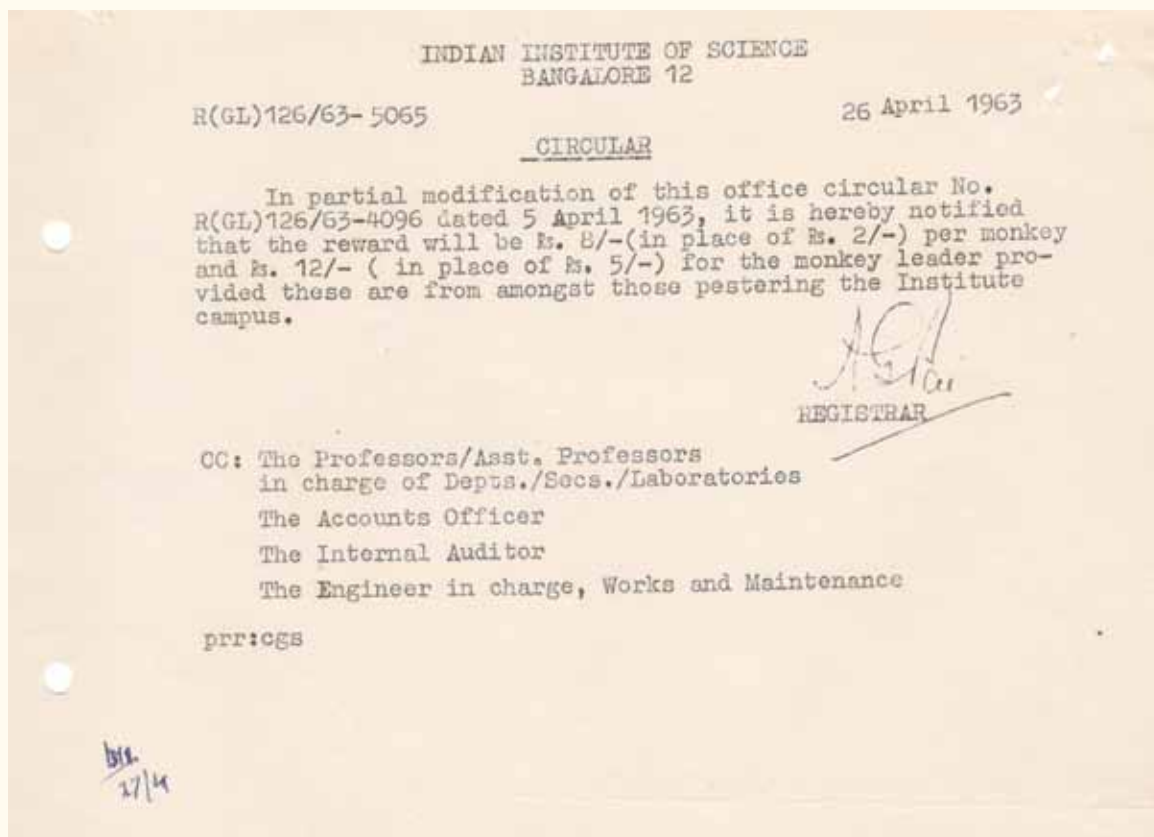 INDIAN INSTITUTE OF SCIENCE
BANGALORE 12
R(GL)126/63-5065
26 April 1963
CIRCULAR
In partial modification of this office circular No.
R(GL)126/63-4096 dated 5 April 1963, it is hereby notified
that the reward will be Rs. 8/-(in place of Rs. 2/-) per monkey
and Rs. 12/- ( in place of Rs. 5/-) for the monkey leader pro-
vided these are from amongst those pestering the Institute
campus.
REGISTRAR
CC: The Professors/Asst. Professors
in charge of Depts./Secs./Laboratories
The Accounts Officer
The Internal Auditor
The Engineer in charge, Works and Maintenance
prr:cgs
27/4